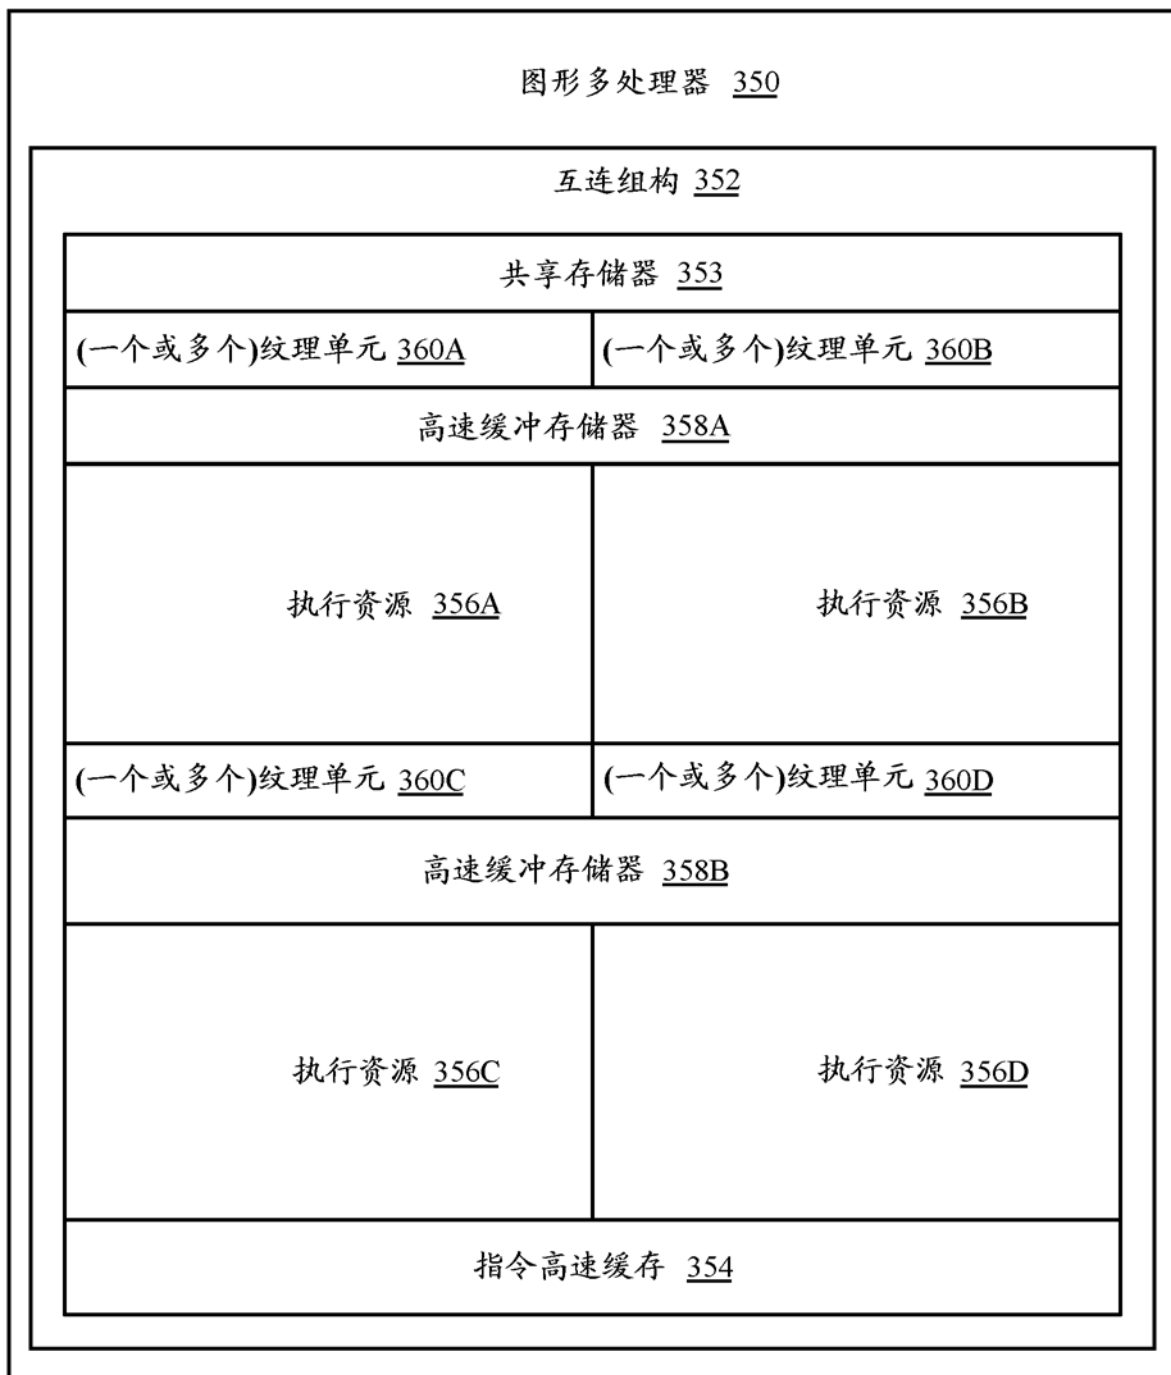 图形多处理器 350
互连组构 352
共享存储器 353
(一个或多个)纹理单元 360A
(一个或多个)纹理单元 360B
高速缓冲存储器 358A
执行资源 356A
执行资源 356B
(一个或多个)纹理单元 360C
(一个或多个)纹理单元 360D
高速缓冲存储器 358B
执行资源 356C
执行资源 356D
指令高速缓存 354